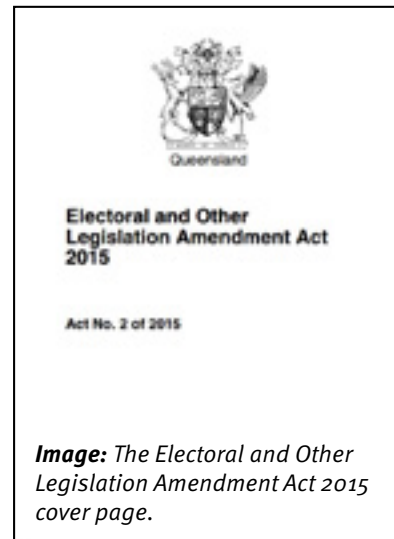 Queensland
Electoral and Other
Legislation Amendment Act
2015
Act No. 2 of 2015
Image: The Electoral and Other
Legislation Amendment Act 2015
cover page.